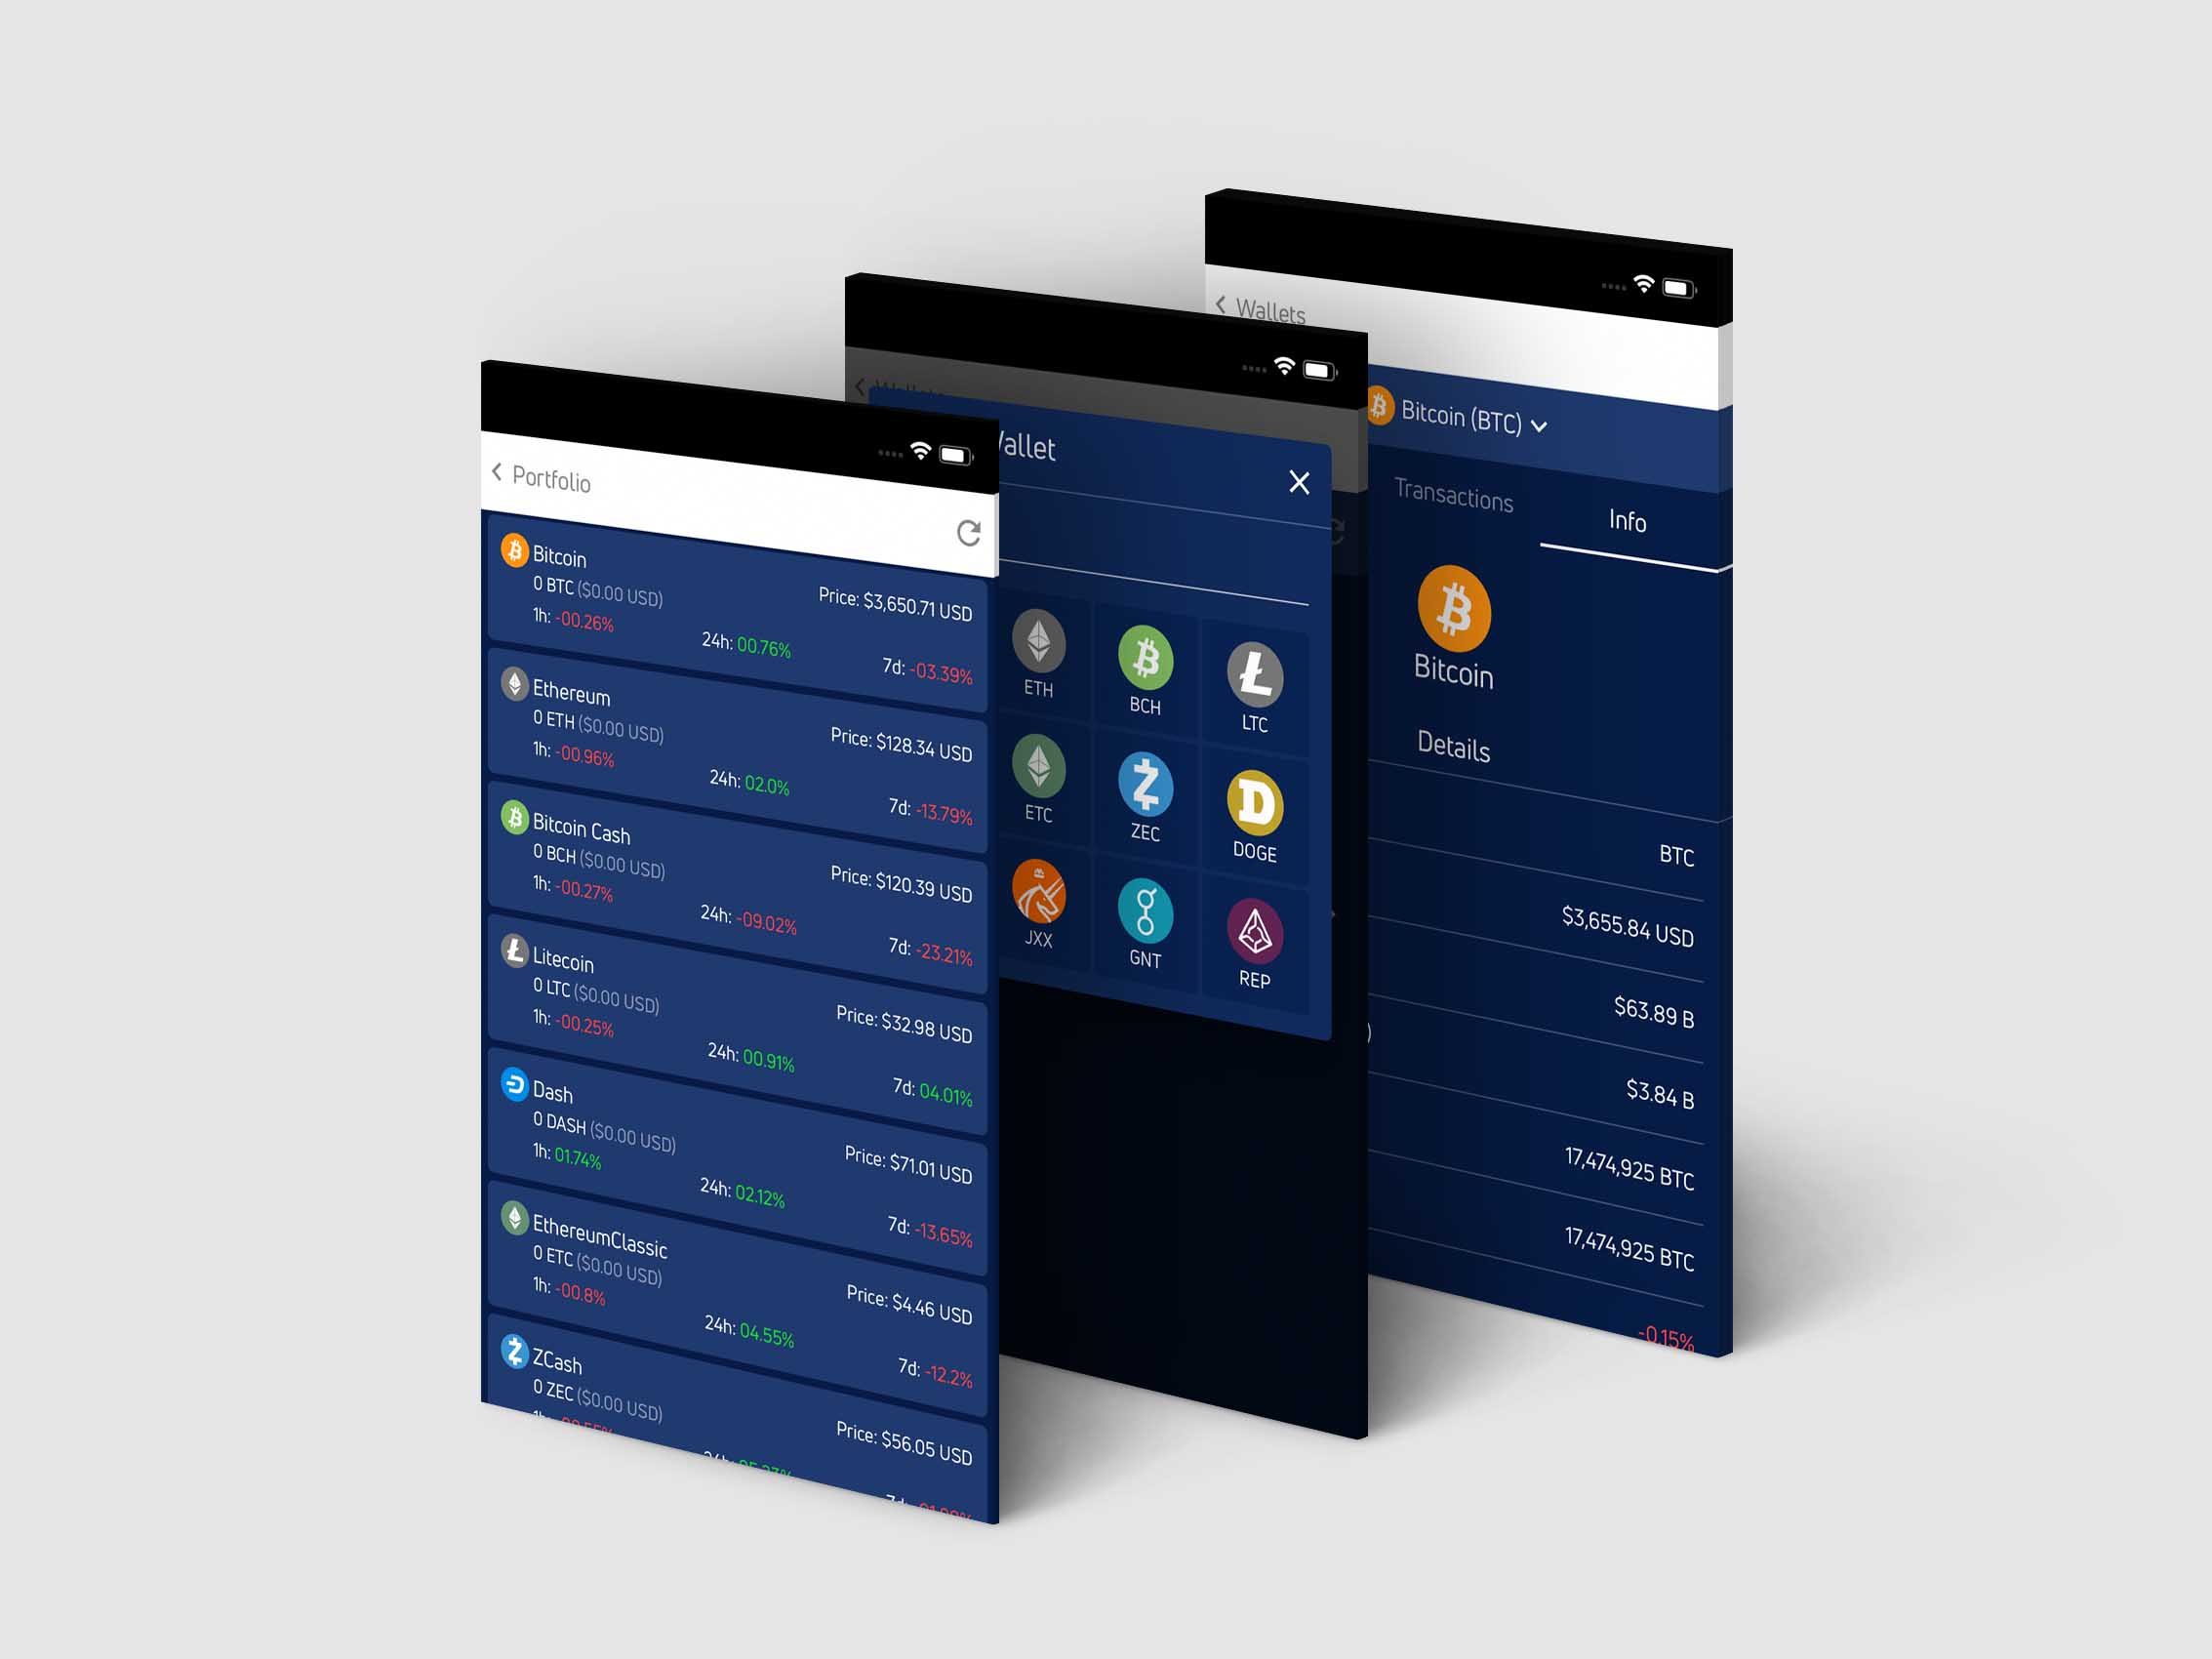 Portfolio
Bitcoin
0 BTC ($0.00 USD)
Price: $3,650.71 USD
1h: -00.26%
24h: 00.76%
7d: -03.39%
Ethereum
0 ETH ($0.00 USD)
Price: $128.34 USD
1h: -00.96%
24h: 02.0%
7d: -13.79%
Bitcoin Cash
0 BCH ($0.00 USD)
Price: $120.39 USD
1h: -00.27%
24h: -09.02%
7d: -23.21%
Litecoin
0 LTC ($0.00 USD)
Price: $32.98 USD
1h: -00.25%
24h: 00.91%
7d: 04.01%
Dash
0 DASH ($0.00 USD)
Price: $71.01 USD
1h: 01.74%
24h: 02.12%
7d: -13.65%
EthereumClassic
0 ETC ($0.00 USD)
Price: $4.46 USD
1h: -00.8%
24h: 04.55%
7d: -12.2%
ZCash
0 ZEC ($0.00 USD)
Price: $56.05 USD
1h:
24h:
7d:
Wallets
Wallet
ETH
BCH
LTC
ETC
ZEC
DOGE
JXX
GNT
REP
Wallets
Bitcoin (BTC)
Transactions
Info
Bitcoin
Details
BTC
$3,655.84 USD
$63.89 B
$3.84 B
17,474,925 BTC
17,474,925 BTC
-0.15%